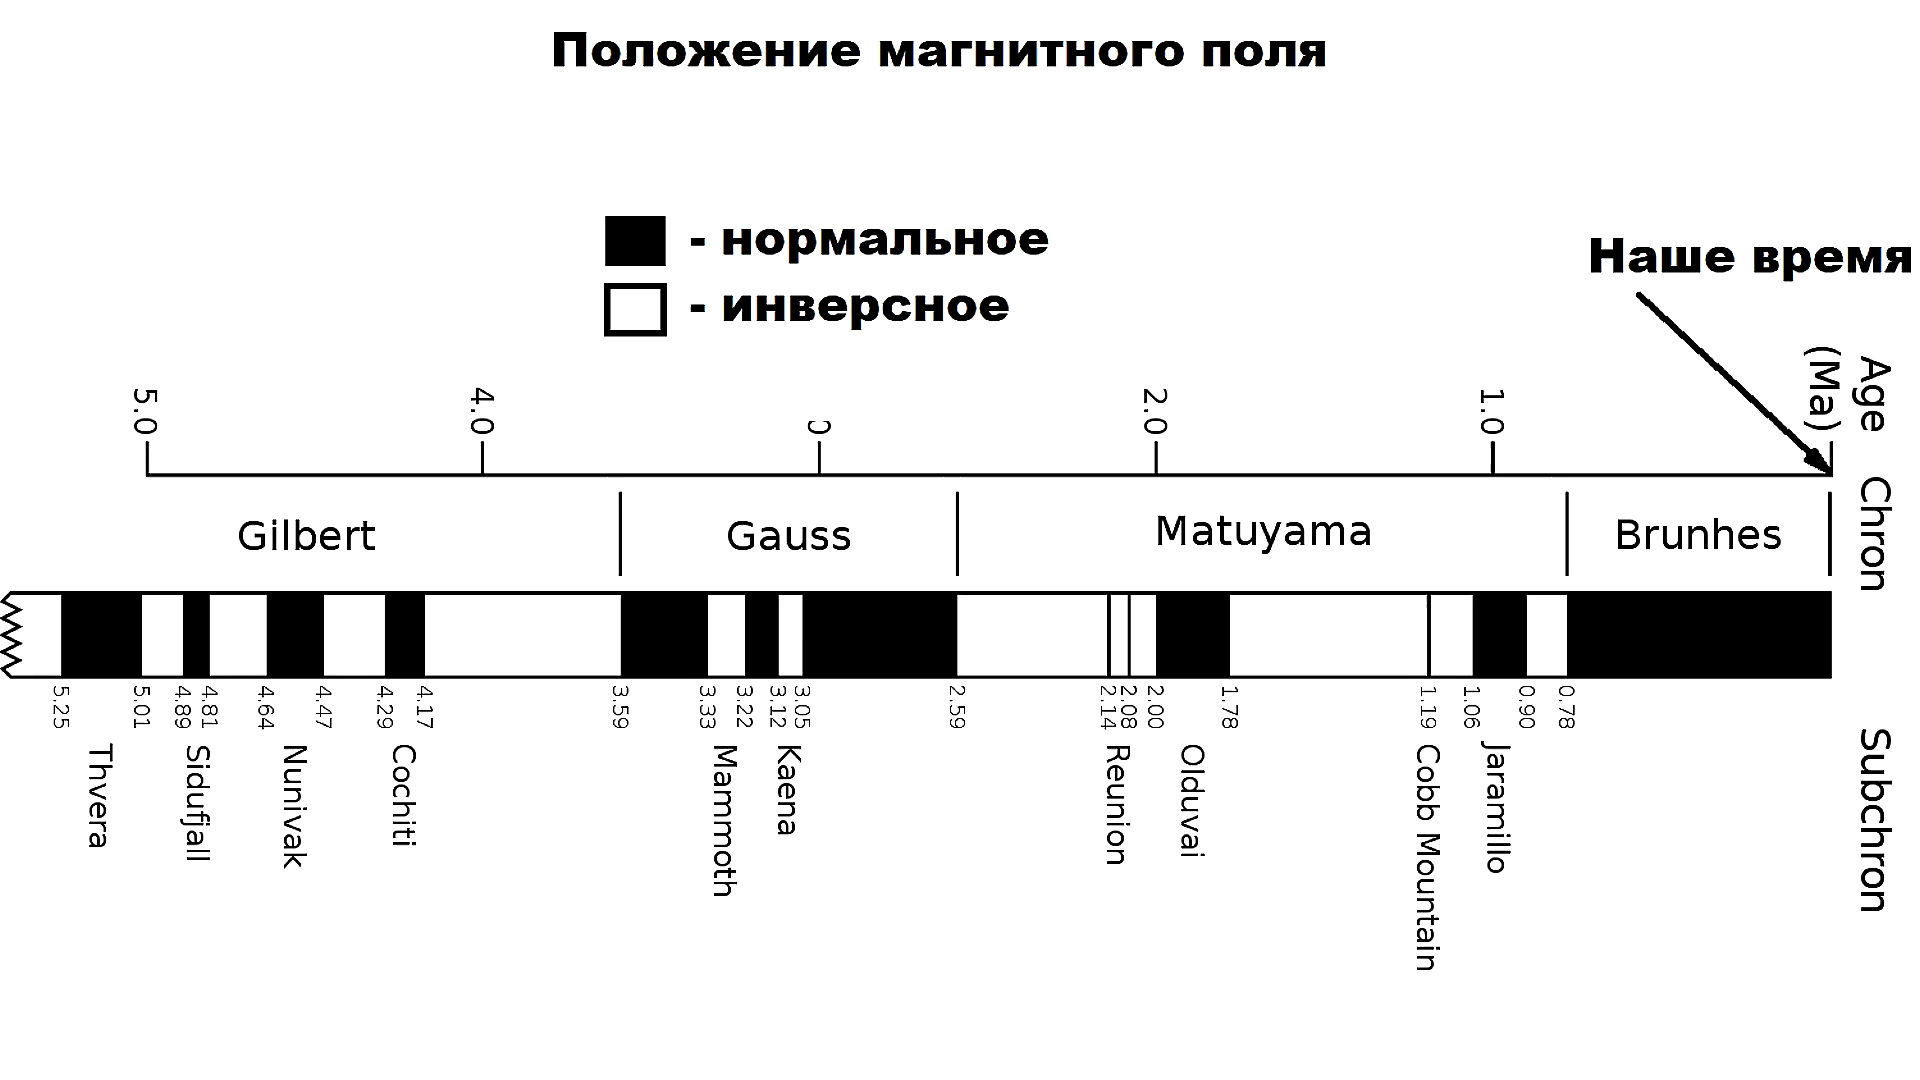 Положение магнитного поля
- нормальное
- инверсное
Наше время
Age
(Ma)
5.0
4.0
0
2.0
1.0
Chron
Gilbert
Gauss
Matuyama
Brunhes
5.25
5.01
4.89
4.81
4.64
4.47
4.29
4.17
3.59
3.33
3.22
3.12
3.05
2.59
2.14
2.08
2.00
1.78
1.19
1.06
0.90
0.78
Thvera
Sidufjall
Nunivak
Cochiti
Mammoth
Kaena
Reunion
Olduvai
Cobb Mountain
Jaramillo
Subchron